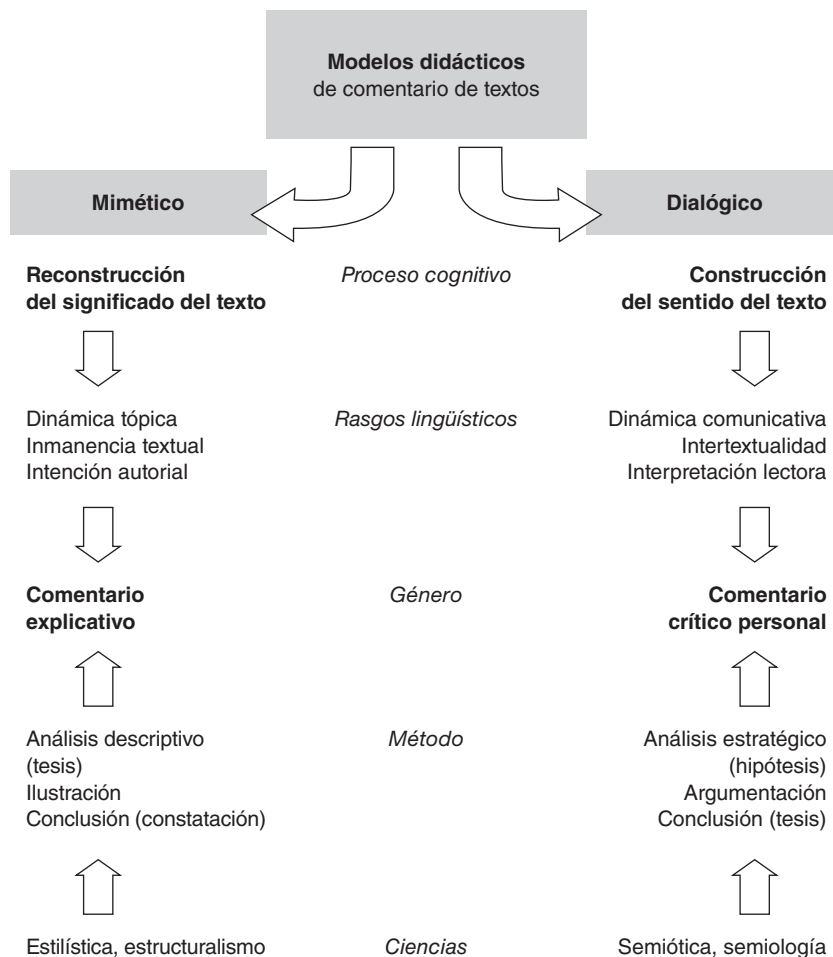 Modelos didácticos
de comentario de textos
Mimético
Dialógico
Reconstrucción
del significado del texto
Proceso cognitivo
Construcción
del sentido del texto
Dinámica tópica
Inmanencia textual
Intención autorial
Rasgos lingüísticos
Dinámica comunicativa
Intertextualidad
Interpretación lectora
Comentario
explicativo
Género
Comentario
crítico personal
Análisis descriptivo
(tesis)
Ilustración
Conclusión (constatación)
Método
Análisis estratégico
(hipótesis)
Argumentación
Conclusión (tesis)
Estilística, estructuralismo
Ciencias
Semiótica, semiología